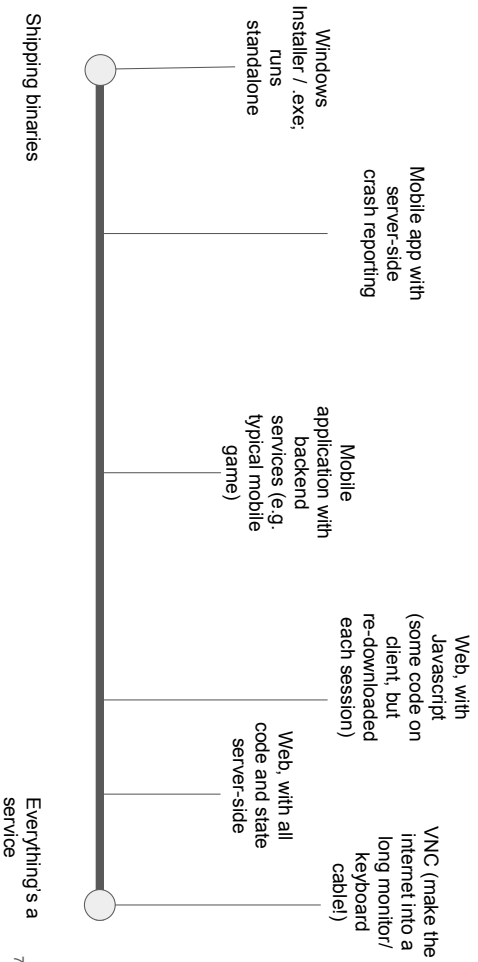 Windows
Installer / .exe;
runs
standalone
Mobile app with
server-side
crash reporting
Mobile
application with
backend
services (e.g.
typical mobile
game)
Web, with
Javascript
(some code on
client, but
re-downloaded
each session)
Web, with all
code and state
server-side
VNC (make the
internet into a
long monitor/
keyboard
cable!)
Shipping binaries
Everything's a
service
7